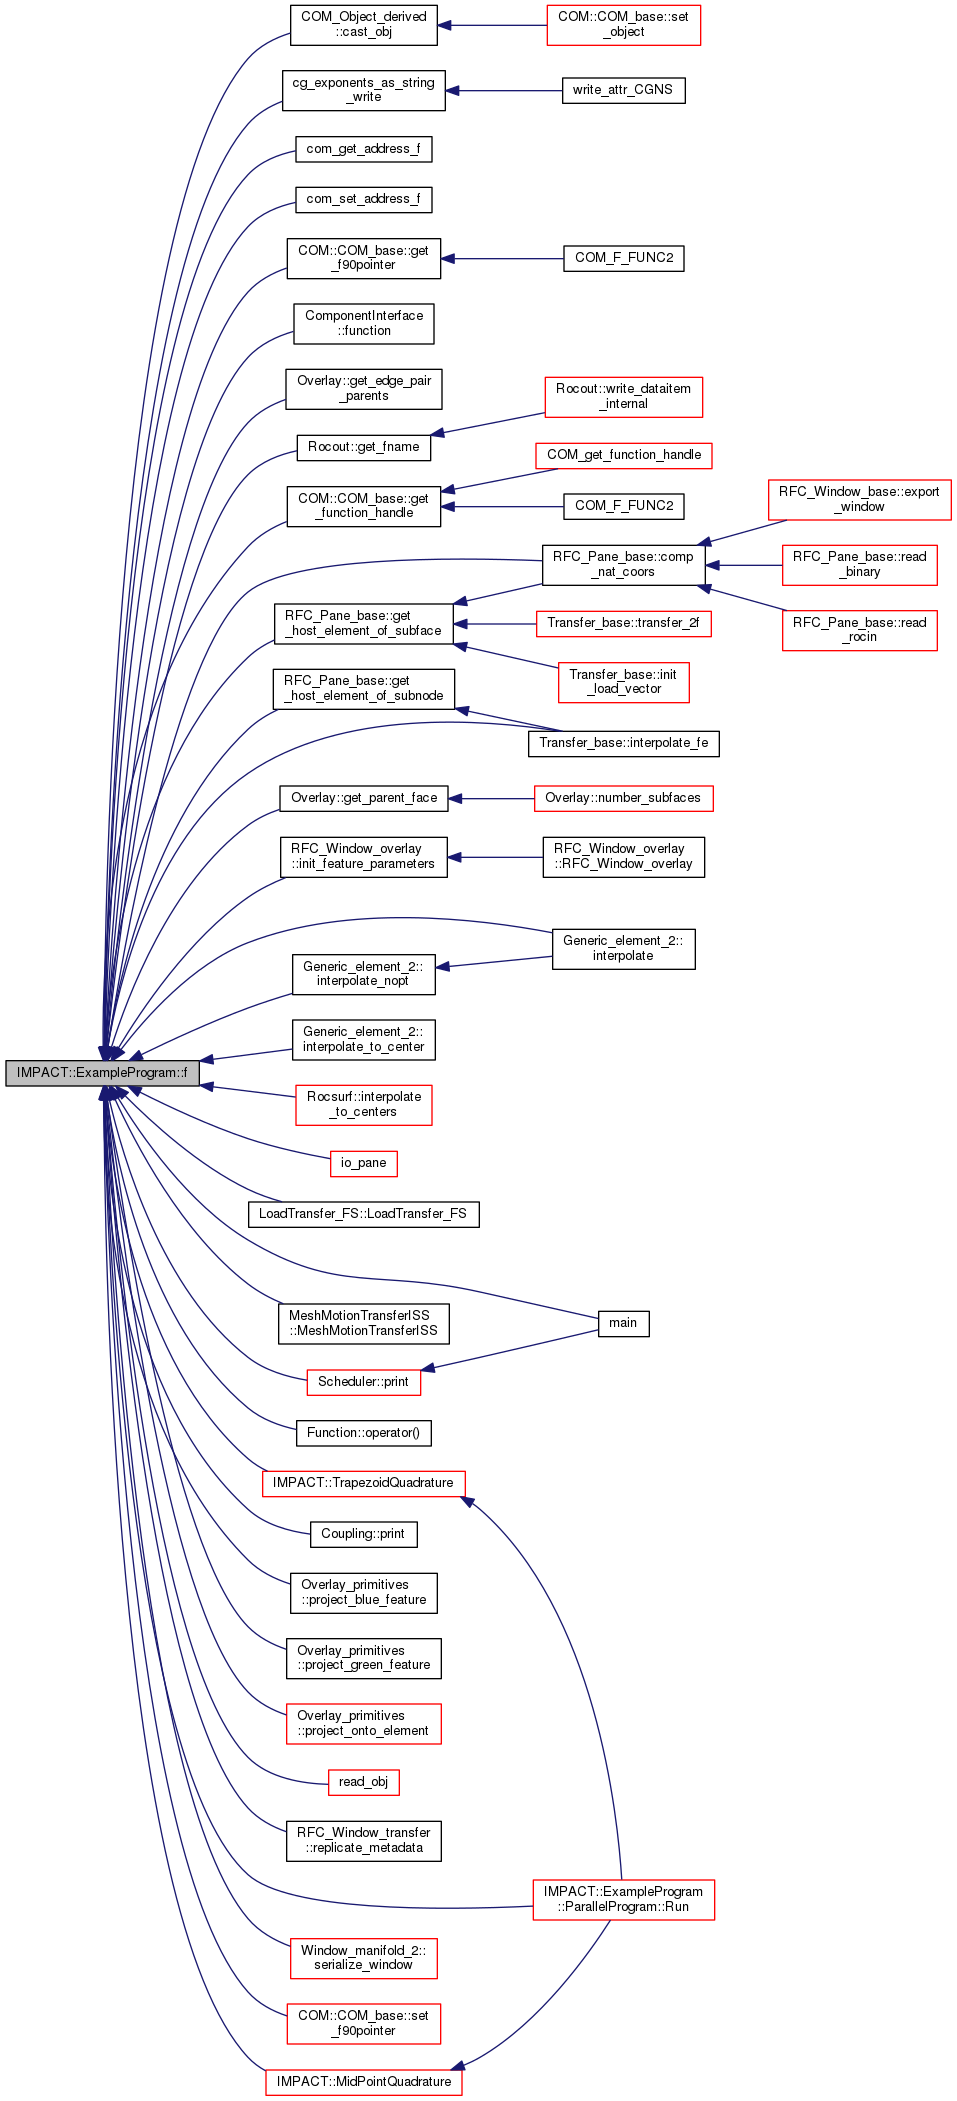 COM_Object_derived
::cast_obj
COM::COM_base::set
_object
cg_exponents_as_string
_write
write_attr_CGNS
com_get_address_f
com_set_address_f
COM::COM_base::get
_f90pointer
COM_F_FUNC2
ComponentInterface
::function
Overlay::get_edge_pair
_parents
Rocout::write_dataitem
_internal
Rocout::get_fname
COM_get_function_handle
COM::COM_base::get
_function_handle
COM_F_FUNC2
RFC_Window_base::export
_window
RFC_Pane_base::comp
_nat_coors
RFC_Pane_base::read
_binary
RFC_Pane_base::get
_host_element_of_subface
Transfer_base::transfer_2f
RFC_Pane_base::read
_rocin
Transfer_base::init
_load_vector
RFC_Pane_base::get
_host_element_of_subnode
Transfer_base::interpolate_fe
Overlay::get_parent_face
Overlay::number_subfaces
RFC_Window_overlay
::init_feature_parameters
RFC_Window_overlay
::RFC_Window_overlay
Generic_element_2::
interpolate
Generic_element_2::
interpolate_nopt
Generic_element_2::
interpolate_to_center
IMPACT::ExampleProgram::f
Rocsurf::interpolate
_to_centers
io_pane
LoadTransfer_FS::LoadTransfer_FS
MeshMotionTransferISS
::MeshMotionTransferISS
main
Scheduler::print
Function::operator()
IMPACT::TrapezoidQuadrature
Coupling::print
Overlay_primitives
::project_blue_feature
Overlay_primitives
::project_green_feature
Overlay_primitives
::project_onto_element
read_obj
RFC_Window_transfer
::replicate_metadata
IMPACT::ExampleProgram
::ParallelProgram::Run
Window_manifold_2::
serialize_window
COM::COM_base::set
_f90pointer
IMPACT::MidPointQuadrature